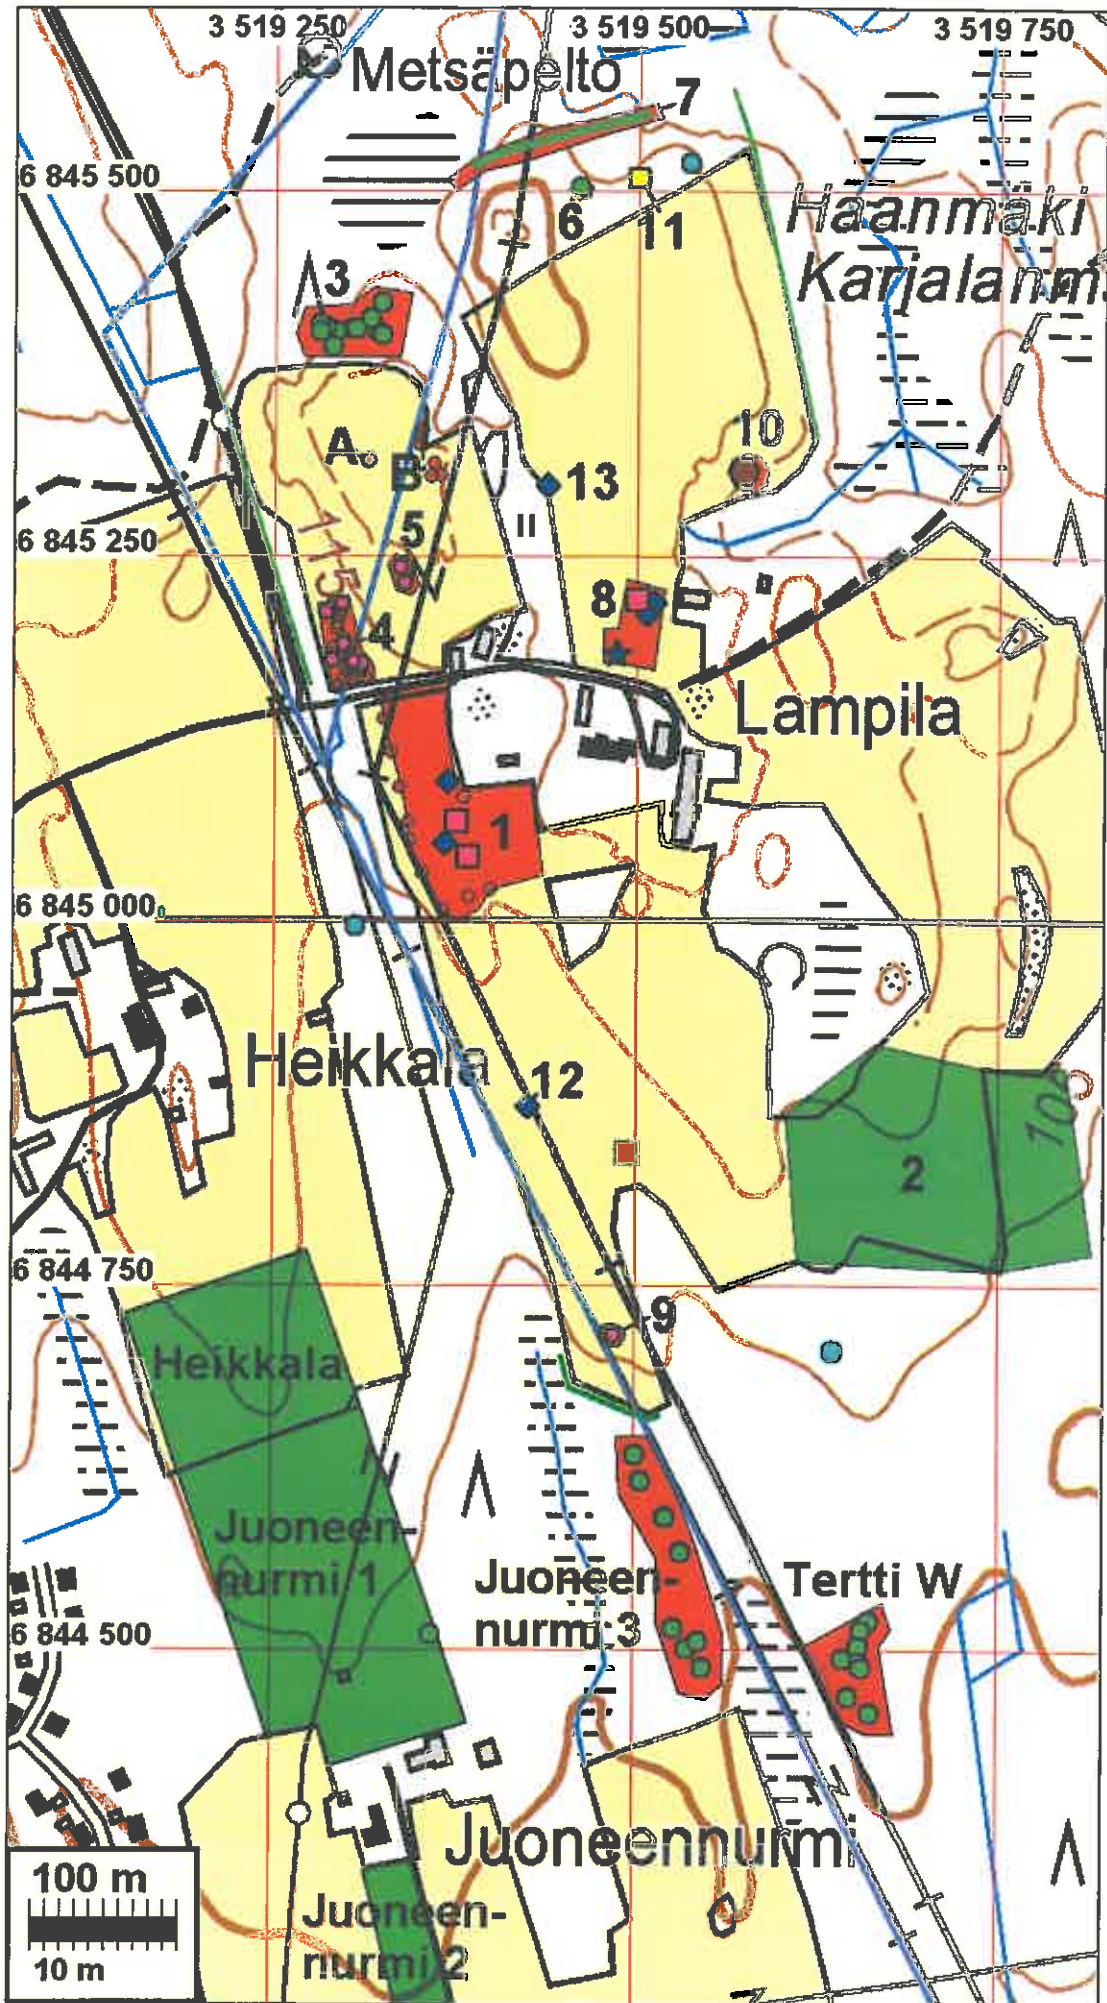 3 519 250
3 519 500
3 519 750
Metsäpelto
7
6 845 500
6
11
Haanmäki
Karjalanm
3
A
B
10
13
II
6 845 250
115
5
8
4
Lampila
1
6 845 000
Heikkala
12
105
2
6 844 750
9
Heikkala
Juoneen-
nurmi 1
Juoneen-
nurmi 3
Tertti W
6 844 500
Juoneennurmi
100 m
10 m
Juoneen-
nurmi 2